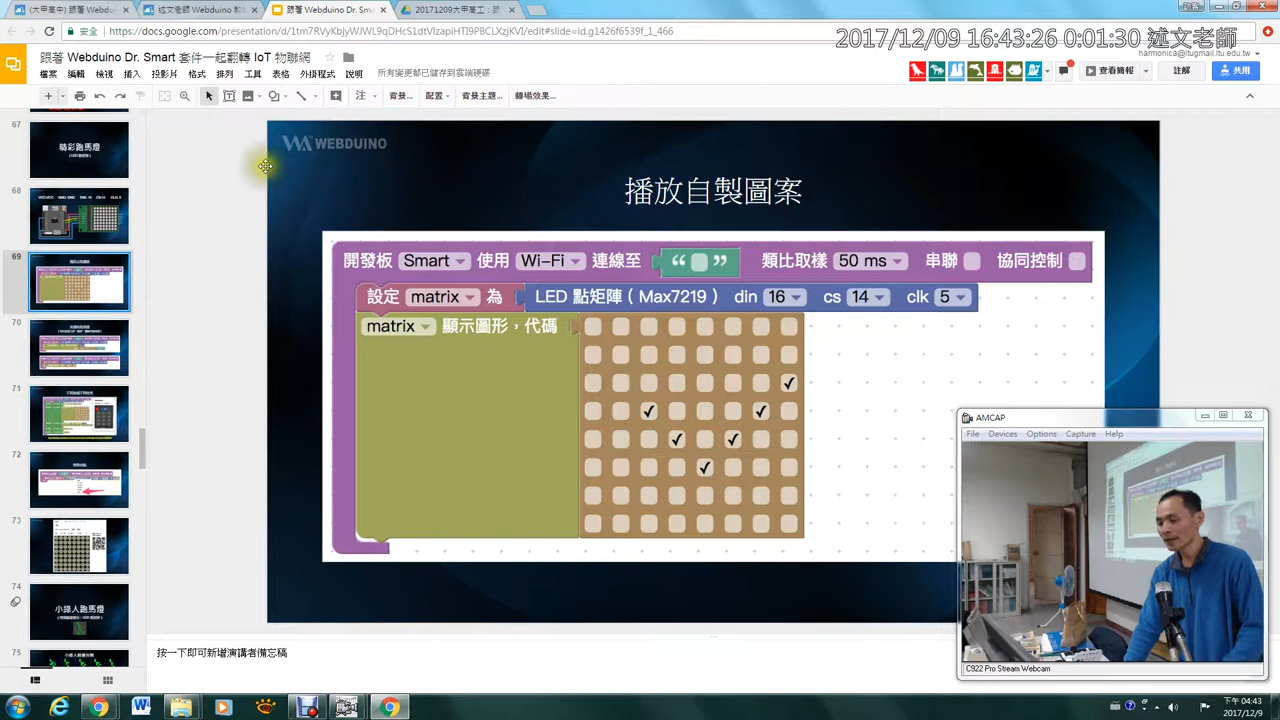 (大甲高中) 跟著 Webdu
述文老師 Webduino 教
跟著 Webduino Dr. Sma
20171209大甲高工：跟
安全 https://docs.google.com/presentation/d/1tm7RVyKbjyWJWL9qDHcS1dtVIzapiHTI9PBCLXzjKVI/edit#slide=id.g1426f6539f_1_466
2017/12/09 16:43:26 0:01:30 述文老師
harmonica@ltugmail.ltu.edu.tw
跟著 Webduino Dr. Smart 套件一起翻轉 IoT 物聯網
檔案 編輯 檢視 插入 投影片 格式 排列 工具 表格 外掛程式 說明 所有變更都已儲存到雲端硬碟
查看簡報 註解 共用
背景... 配置 背景主題... 轉場效果...
67
精彩跑馬燈
68
69
70
71
72
73
74
小綠人跑馬燈
75
WEBDUINO
播放自製圖案
開發板 Smart 使用 Wi-Fi 連線至 “ ” 類比取樣 50 ms 串聯 協同控制
設定 matrix 為 LED 點矩陣（Max7219） din 16 cs 14 clk 5
matrix 顯示圖形，代碼
按一下即可新增演講者備忘稿
AMCAP
File Devices Options Capture Help
C922 Pro Stream Webcam
下午 04:43
2017/12/9